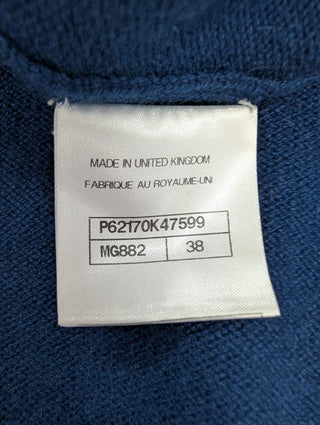 MADE IN UNITED KINGDOM
FABRIQUE AU ROYAUME-UNI
P62170K47599
MG882 38